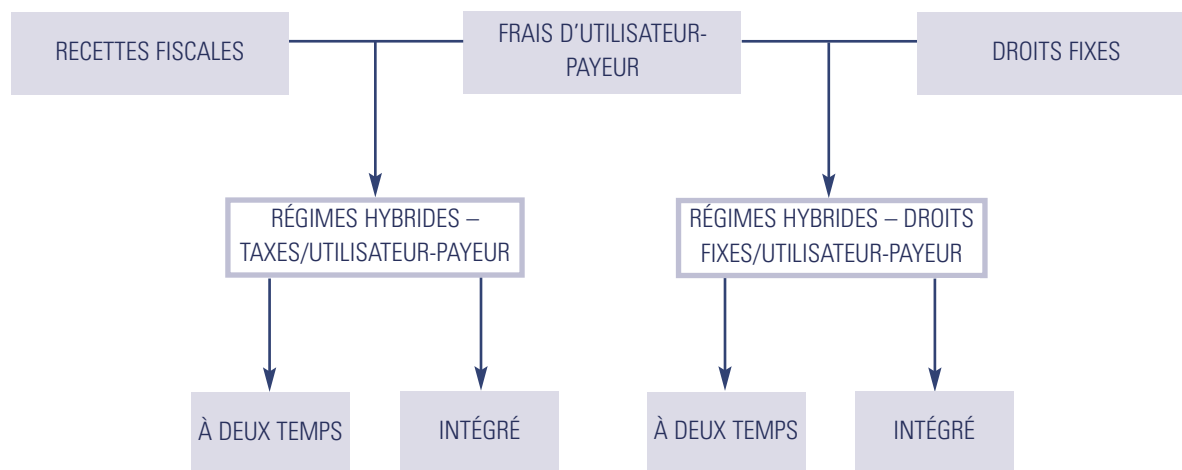 RECETTES FISCALES
FRAIS D’UTILISATEUR-
PAYEUR
DROITS FIXES
RÉGIMES HYBRIDES –
TAXES/UTILISATEUR-PAYEUR
RÉGIMES HYBRIDES – DROITS
FIXES/UTILISATEUR-PAYEUR
À DEUX TEMPS
INTÉGRÉ
À DEUX TEMPS
INTÉGRÉ